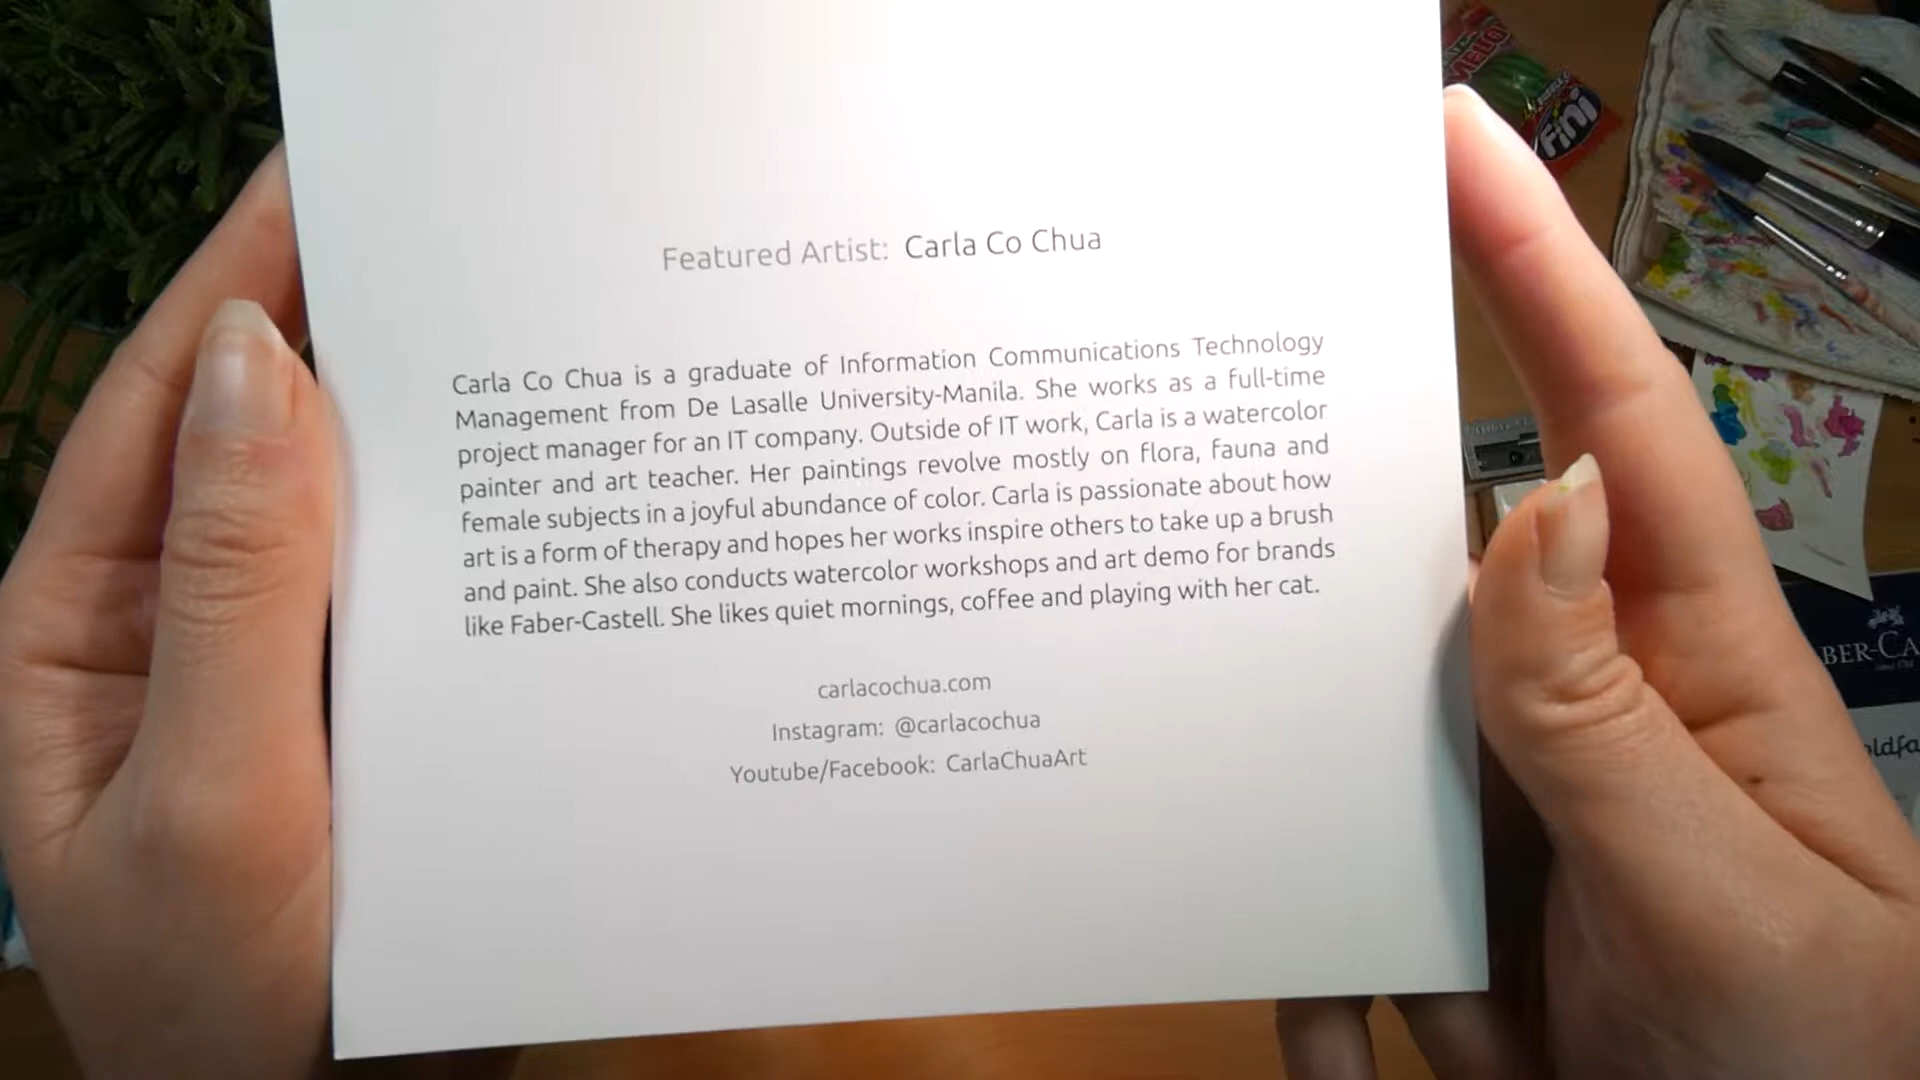 Featured Artist: Carla Co Chua
Carla Co Chua is a graduate of Information Communications Technology
Management from De Lasalle University-Manila. She works as a full-time
project manager for an IT company. Outside of IT work, Carla is a watercolor
painter and art teacher. Her paintings revolve mostly on flora, fauna and
female subjects in a joyful abundance of color. Carla is passionate about how
art is a form of therapy and hopes her works inspire others to take up a brush
and paint. She also conducts watercolor workshops and art demo for brands
like Faber-Castell. She likes quiet mornings, coffee and playing with her cat.
carlacochua.com
Instagram: @carlacochua
Youtube/Facebook: CarlaChuaArt
Fini
BER-CA
oldfa